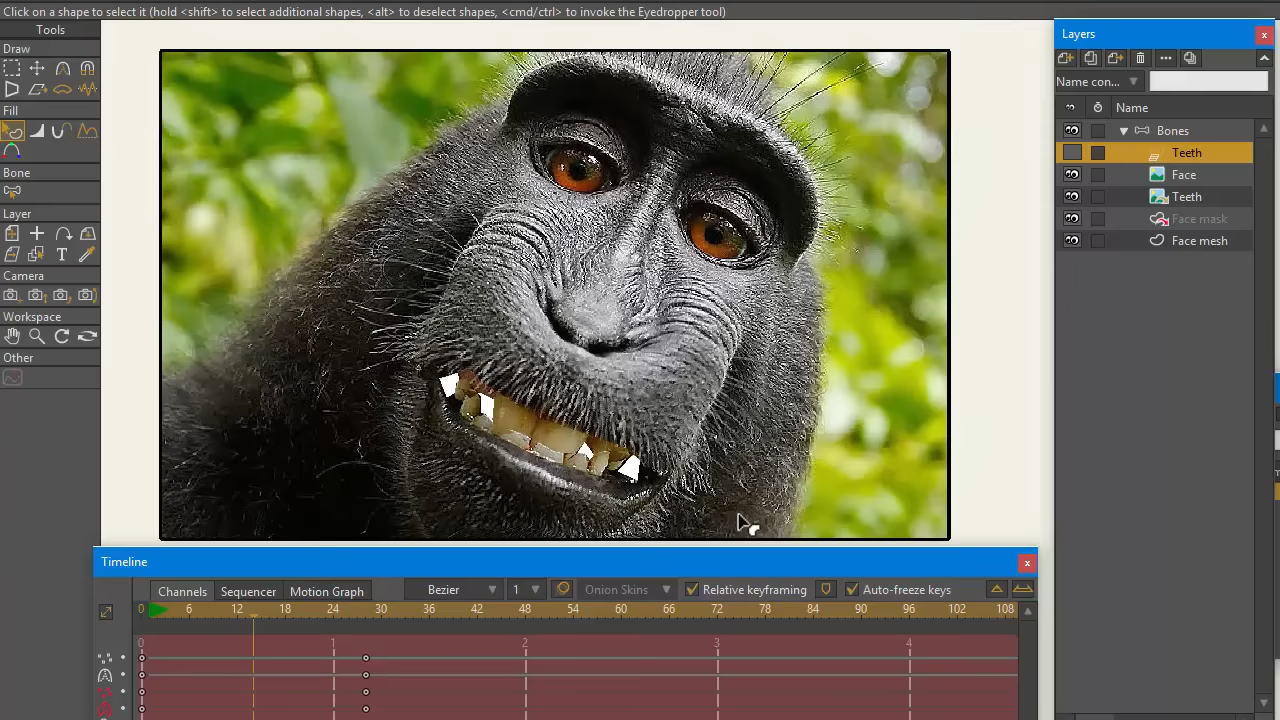 Click on a shape to select it (hold <shift> to select additional shapes, <alt> to deselect shapes, <cmd/ctrl> to invoke the Eyedropper tool)
Tools
Draw
Fill
Bone
Layer
T
Camera
Workspace
Other
Layers
x
Name con...
Name
Bones
Teeth
Face
Teeth
Face mask
Face mesh
Timeline
x
Channels
Sequencer
Motion Graph
Bezier
1
Onion Skins
Relative keyframing
Auto-freeze keys
0 6 12 18 24 30 36 42 48 54 60 66 72 78 84 90 96 102 108
0 1 2 3 4